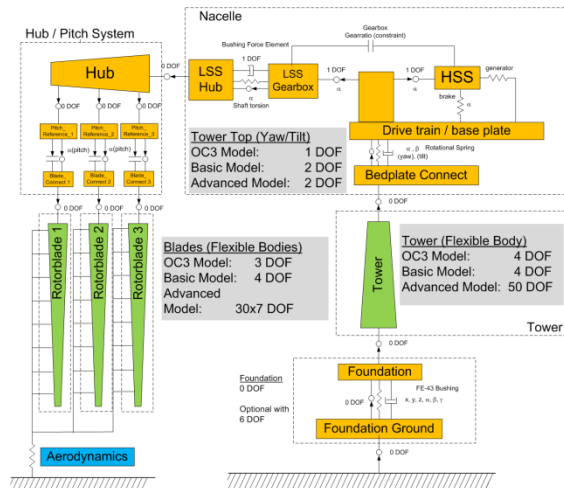 Nacelle
Hub / Pitch System
Gearbox
Gearratio (constraint)
Bushing Force Element
0 DOF
1 DOF
1 DOF
1 DOF
generator
Hub
LSS
Hub
LSS
Gearbox
HSS
α
α
α
Shaft torsion
brake
α
0 DOF
0 DOF
0 DOF
Pitch_
Reference_1
Pitch_
Reference_2
Pitch_
Reference_3
α(pitch)
α(pitch)
Blade_
Connect 1
Blade_
Connect 2
Blade_
Connect 3
0 DOF
0 DOF
0 DOF
Drive train / base plate
Tower Top (Yaw/Tilt)
OC3 Model: 1 DOF
Basic Model: 2 DOF
Advanced Model: 2 DOF
α , β Rotational Spring
(yaw), (tilt)
Bedplate Connect
0 DOF
Rotorblade 1
Rotorblade 2
Rotorblade 3
Blades (Flexible Bodies)
OC3 Model: 3 DOF
Basic Model: 4 DOF
Advanced
Model: 30x7 DOF
Tower
Tower (Flexible Body)
OC3 Model: 4 DOF
Basic Model: 4 DOF
Advanced Model: 50 DOF
Tower
0 DOF
Foundation
0 DOF
Optional with
6 DOF
Foundation
0 DOF
FE-43 Bushing
x, y, z, α, β, γ
Foundation Ground
0 DOF
Aerodynamics